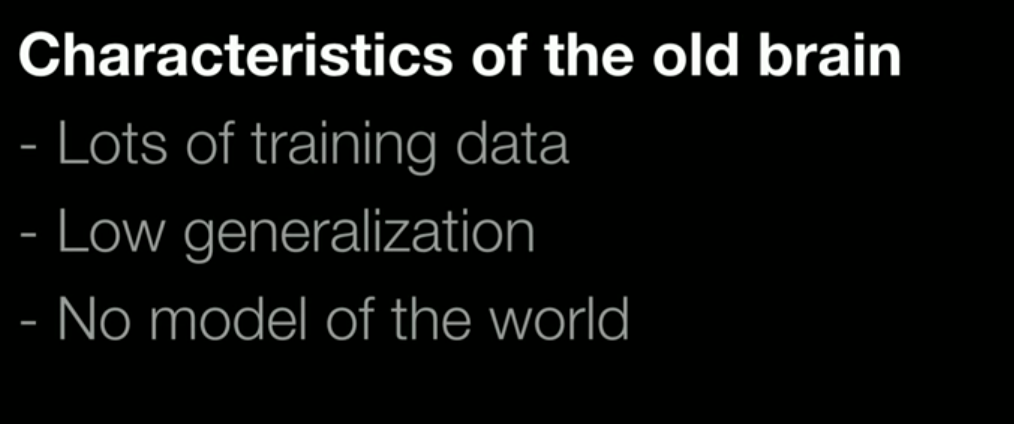 Characteristics of the old brain
- Lots of training data
- Low generalization
- No model of the world